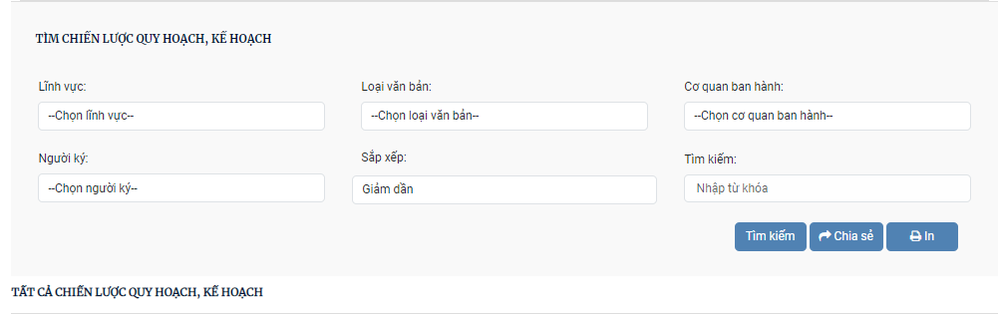 TÌM CHIẾN LƯỢC QUY HOẠCH, KẾ HOẠCH
Lĩnh vực: Loại văn bản: Cơ quan ban hành:
--Chọn lĩnh vực-- --Chọn loại văn bản-- --Chọn cơ quan ban hành--
Người ký: Sắp xếp: Tìm kiếm:
--Chọn người ký-- Giảm dần Nhập từ khóa
Tìm kiếm Chia sẻ In
TẤT CẢ CHIẾN LƯỢC QUY HOẠCH, KẾ HOẠCH